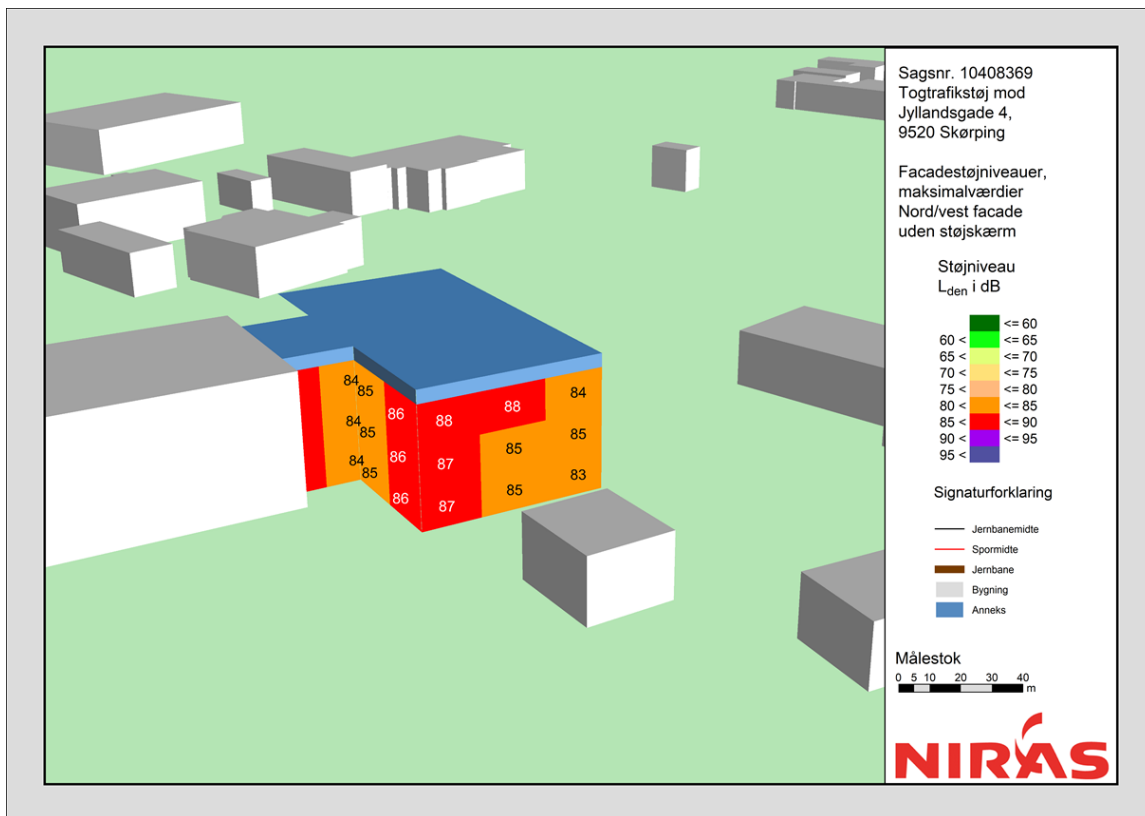 Sagsnr. 10408369
Togtrafikstøj mod
Jyllandsgade 4,
9520 Skørping
Facadestøjniveauer,
maksimalværdier
Nord/vest facade
uden støjskærm
Støjniveau
Lden i dB
<= 60
60 < <= 65
65 < <= 70
70 < <= 75
75 < <= 80
80 < <= 85
85 < <= 90
90 < <= 95
95 <
Signaturforklaring
Jernbanemidte
Spormidte
Jernbane
Bygning
Anneks
Målestok
0 5 10 20 30 40
m
NIRAS
84 85 86 88 88 84
84 85 86 87 85 85
84 85 86 87 85 83